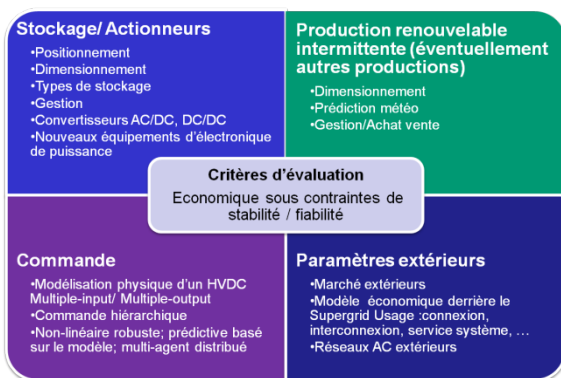 Stockage/ Actionneurs
•Positionnement
•Dimensionnement
•Types de stockage
•Gestion
•Convertisseurs AC/DC, DC/DC
•Nouveaux équipements d'électronique
de puissance
Production renouvelable
intermittente (éventuellement
autres productions)
•Dimensionnement
•Prédiction météo
•Gestion/Achat vente
Critères d'évaluation
Economique sous contraintes de
stabilité / fiabilité
Commande
•Modélisation physique d'un HVDC
Multiple-input/ Multiple-output
•Commande hiérarchique
•Non-linéaire robuste; prédictive basé
sur le modèle; multi-agent distribué
Paramètres extérieurs
•Marché extérieurs
•Modèle économique derrière le
Supergrid Usage :connexion,
interconnexion, service système, ...
•Réseaux AC extérieurs